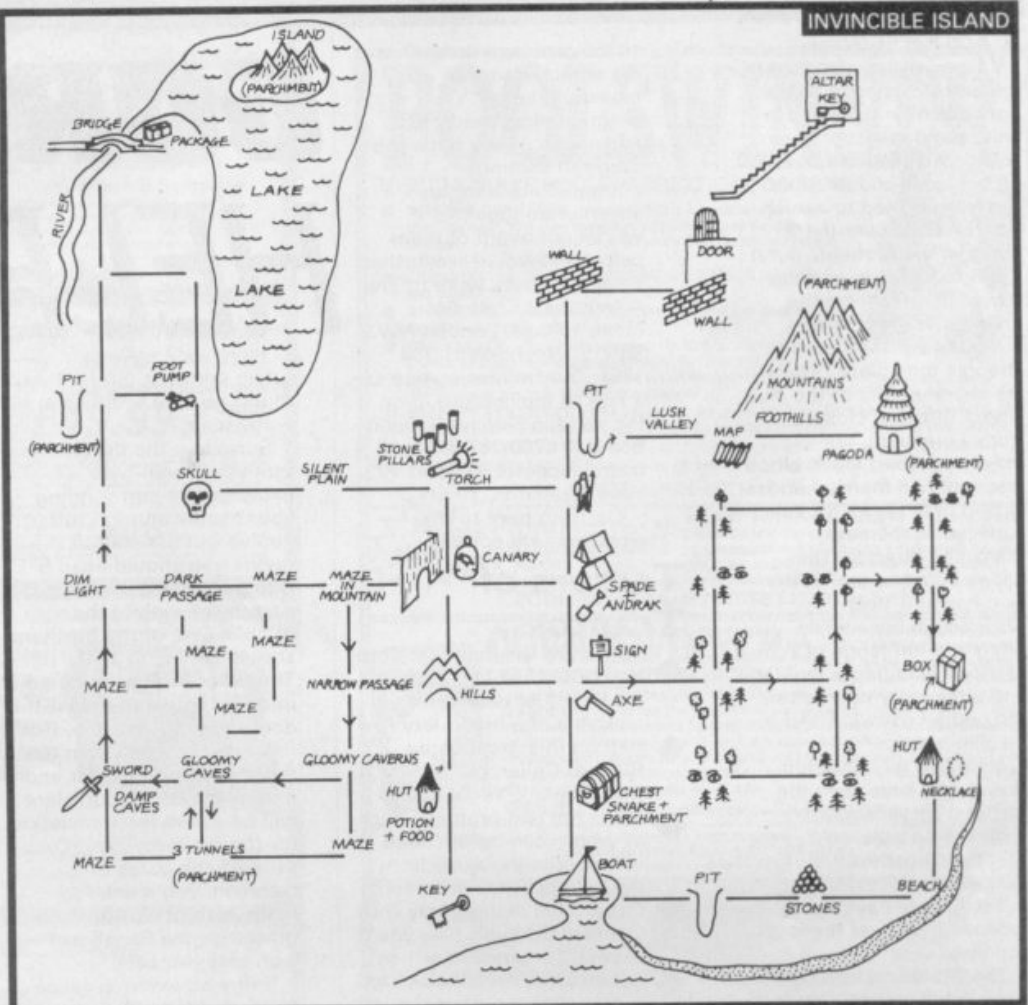 INVINCIBLE ISLAND
ISLAND
(PARCHMENT)
ALTAR
KEY
BRIDGE
PACKAGE
LAKE
RIVER
DOOR
WALL
LAKE
(PARCHMENT)
WALL
PIT
FOOT
PUMP
PIT
LUSH
VALLEY
MOUNTAINS
FOOTHILLS
(PARCHMENT)
STONE
PILLARS
MAP
PAGODA
(PARCHMENT)
SKULL
SILENT
PLAIN
TORCH
CANARY
DIM
LIGHT
DARK
PASSAGE
MAZE
MAZE
IN
MOUNTAIN
SPADE
+
ANDRAK
MAZE
MAZE
SIGN
MAZE
NARROW PASSAGE
HILLS
AXE
BOX
(PARCHMENT)
MAZE
SWORD
DAMP
CAVES
GLOOMY
CAVES
GLOOMY CAVERNS
HUT
NECKLACE
HUT
POTION
+ FOOD
CHEST
SNAKE +
PARCHMENT
MAZE
3 TUNNELS
(PARCHMENT)
MAZE
BOAT
KEY
PIT
STONES
BEACH